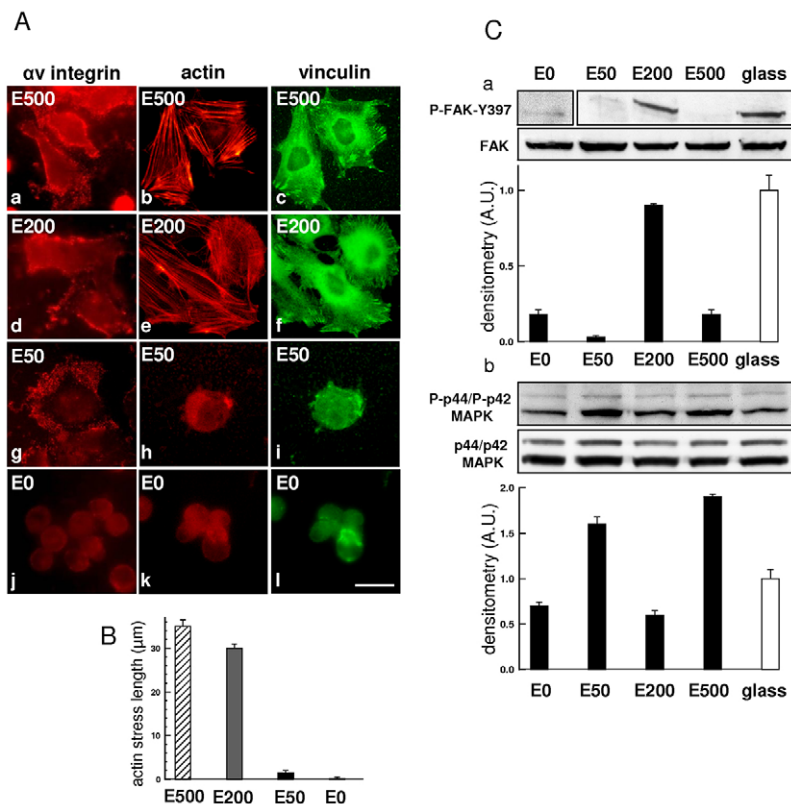 A
αv integrin actin vinculin
E500 E500
a b c
E200 E200 E200
d e f
E50 E50 E50
g h i
E0 E0 E0
j k l
B
actin stress length (µm)
30
20
10
0
E500 E200 E50 E0
C
a
E0 E50 E200 E500 glass
P-FAK-Y397
FAK
densitometry (A.U.)
1.0
0.5
0.0
E0 E50 E200 E500 glass
b
P-p44/P-p42
MAPK
p44/p42
MAPK
densitometry (A.U.)
2.0
1.5
1.0
0.5
0.0
E0 E50 E200 E500 glass